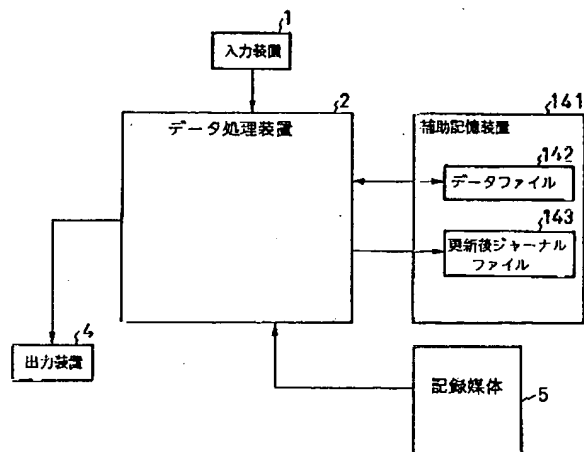 1
入力装置
2
データ処理装置
141
補助記憶装置
142
データファイル
143
更新後ジャーナル
ファイル
4
出力装置
記録媒体
5